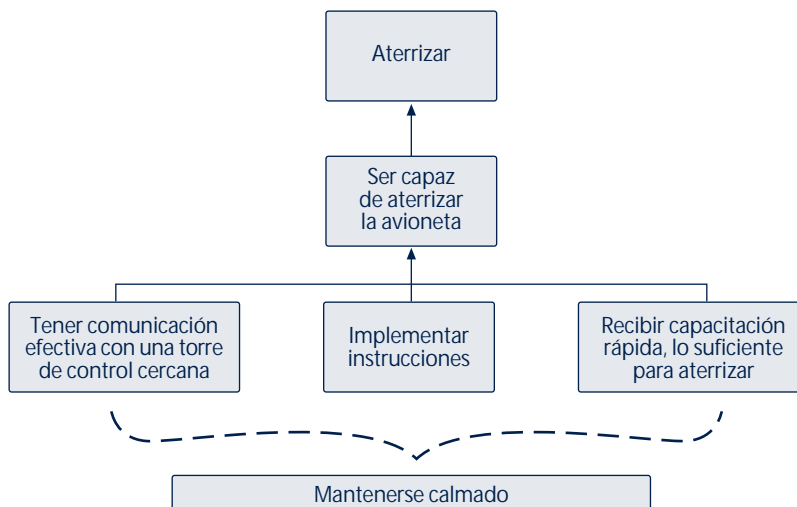 Aterrizar
Ser capaz
de aterrizar
la avioneta
Tener comunicación
efectiva con una torre
de control cercana
Implementar
instrucciones
Recibir capacitación
rápida, lo suficiente
para aterrizar
Mantenerse calmado